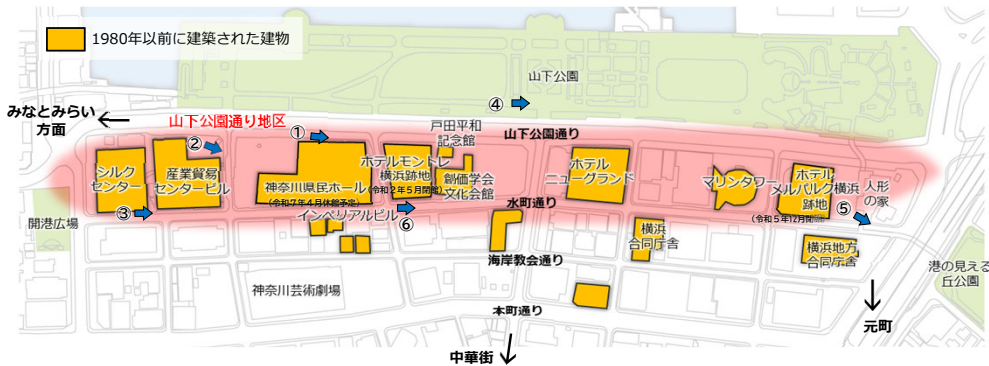 1980年以前に建築された建物
山下公園
みなとみらい
方面
山下公園通り地区
①
②
④
戸田平和
記念館
山下公園通り
シルク
センター
産業貿易
センタービル
神奈川県民ホール
(令和7年4月休館予定)
ホテルモントレ
横浜跡地
(令和2年5月閉館)
創価学会
文化会館
ホテル
ニューグランド
マリンタワー
ホテル
メルパルク横浜
跡地
(令和5年12月閉館)
人形
の家
③
⑤
開港広場
インペリアルビル
⑥
水町通り
横浜
合同庁舎
横浜地方
合同庁舎
海岸教会通り
港の見える
丘公園
神奈川芸術劇場
本町通り
元町
中華街